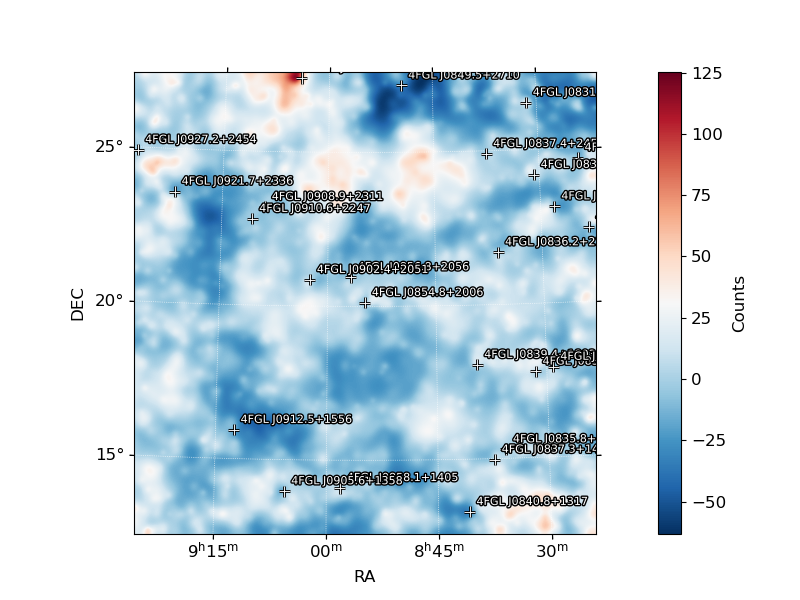 4FGL J0849.5+2710
4FGL J0831
4FGL J0927.2+2454
4FGL J0837.4+24
4FGL J083
4FGL J0921.7+2336
4FGL J0908.9+2311
4FGL J
4FGL J0910.6+2247
4FGL J0836.2+2
4FGL J0902.4+2051
+2056
4FGL J0854.8+2006
4FGL J0839.4
4FGL J0912.5+1556
4FGL J0835.8+
4FGL J0837.3+14
4FGL J0905.6+1358
+1405
4FGL J0840.8+1317
25°
20°
15°
DEC
9h15m
00m
8h45m
30m
RA
125
100
75
50
25
0
−25
−50
Counts